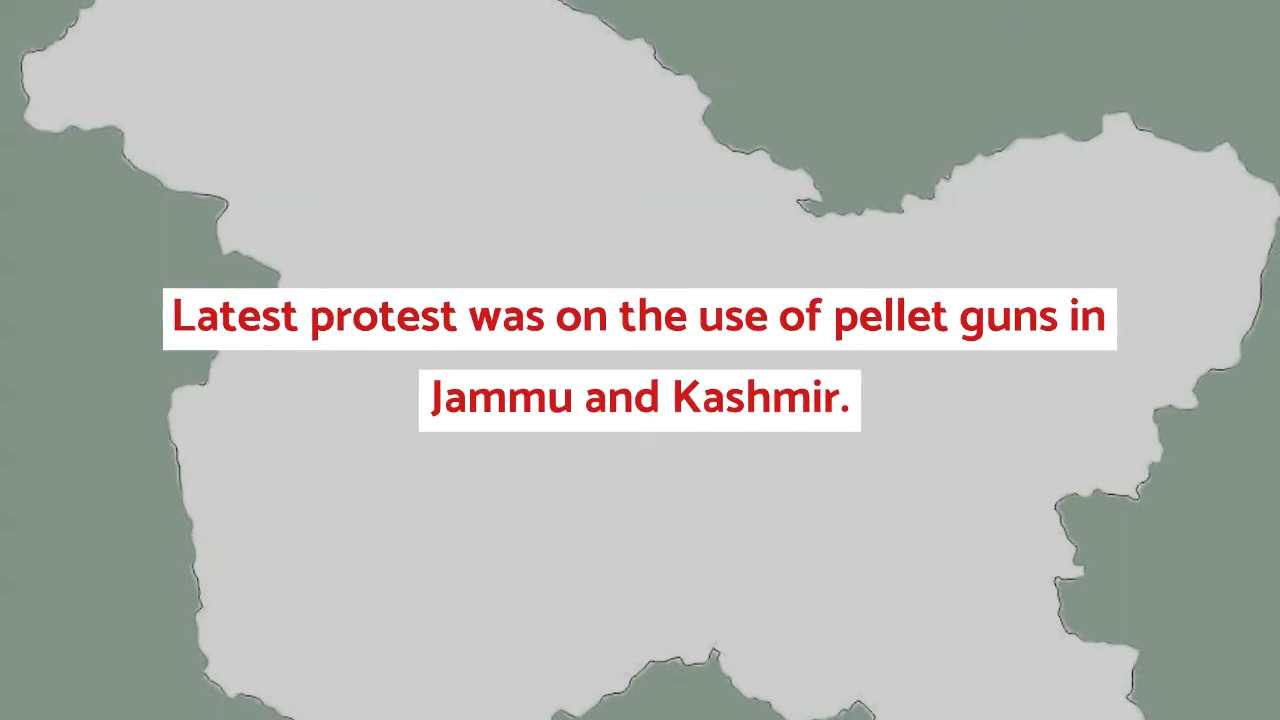 Latest protest was on the use of pellet guns in
Jammu and Kashmir.